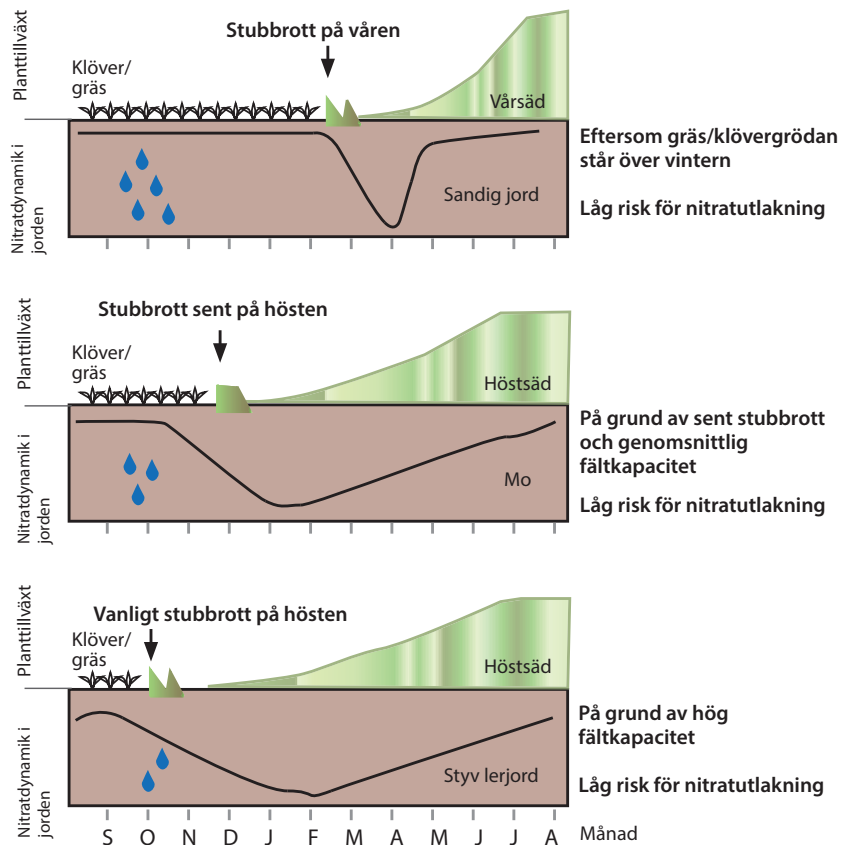 Planttillväxt
Stubbrott på våren
Klöver/
gräs
Vårsäd
Nitratdynamik i
jorden
Sandig jord
Eftersom gräs/klövergrödan
står över vintern
Låg risk för nitratutlakning
Planttillväxt
Stubbrott sent på hösten
Klöver/
gräs
Höstsäd
Nitratdynamik i
jorden
Mo
På grund av sent stubbrott
och genomsnittlig
fältkapacitet
Låg risk för nitratutlakning
Planttillväxt
Vanligt stubbrott på hösten
Klöver/
gräs
Höstsäd
Nitratdynamik i
jorden
Styv lerjord
På grund av hög
fältkapacitet
Låg risk för nitratutlakning
S O N D J F M A M J J A Månad